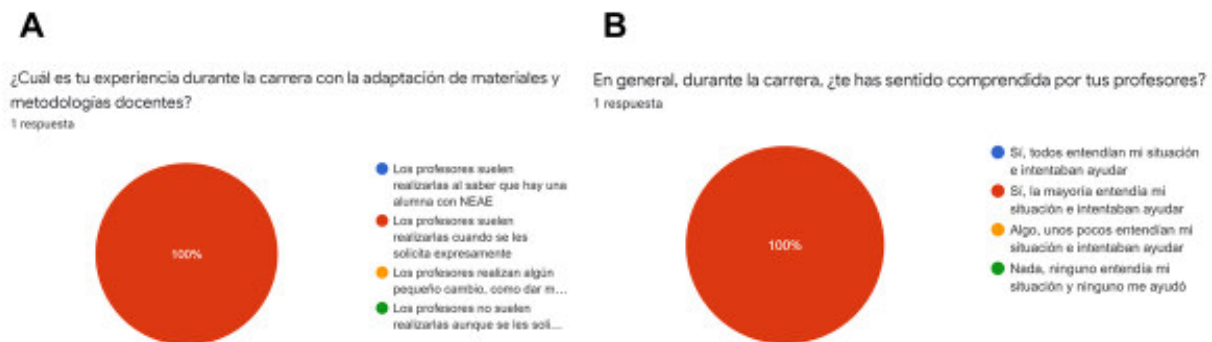 A
¿Cuál es tu experiencia durante la carrera con la adaptación de materiales y
metodologías docentes?
1 respuesta
100%
Los profesores suelen
realizarlas al saber que hay una
alumna con NEAE
Los profesores suelen
realizarlas cuando se les
solicita expresamente
Los profesores realizan algún
pequeño cambio, como dar m...
Los profesores no suelen
realizarlas aunque se les soli...
B
En general, durante la carrera, ¿te has sentido comprendida por tus profesores?
1 respuesta
100%
Sí, todos entendían mi situación
e intentaban ayudar
Sí, la mayoría entendía mi
situación e intentaban ayudar
Algo, unos pocos entendían mi
situación e intentaban ayudar
Nada, ninguno entendía mi
situación y ninguno me ayudó